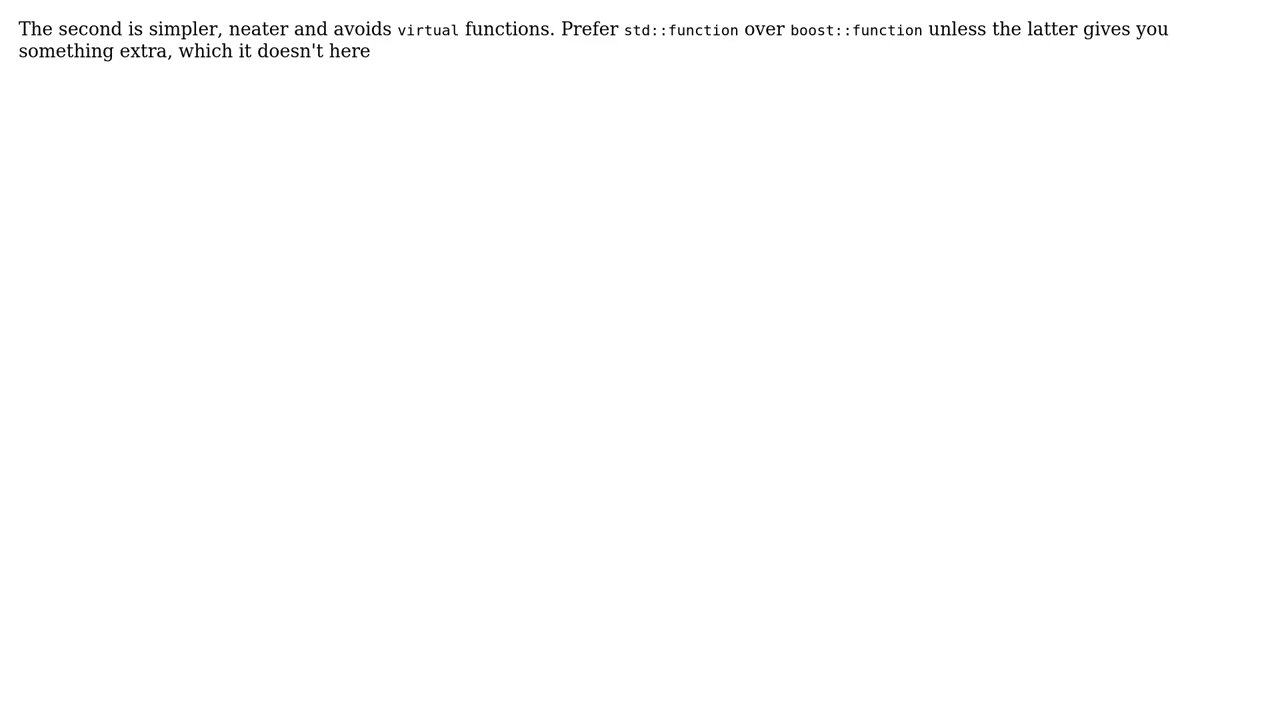 The second is simpler, neater and avoids virtual functions. Prefer std::function over boost::function unless the latter gives you
something extra, which it doesn't here